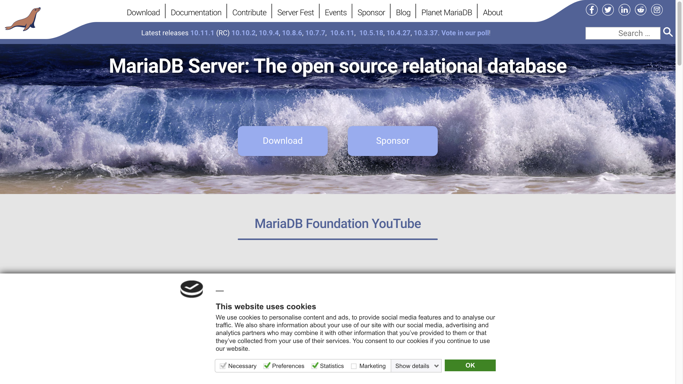 Download Documentation Contribute Server Fest Events Sponsor Blog Planet MariaDB About
Latest releases 10.11.1 (RC) 10.10.2, 10.9.4, 10.8.6, 10.7.7, 10.6.11, 10.5.18, 10.4.27, 10.3.37. Vote in our poll!
Search ...
MariaDB Server: The open source relational database
Download Sponsor
MariaDB Foundation YouTube
This website uses cookies
We use cookies to personalise content and ads, to provide social media features and to analyse our
traffic. We also share information about your use of our site with our social media, advertising and
analytics partners who may combine it with other information that you've provided to them or that
they've collected from your use of their services. You consent to our cookies if you continue to use
our website.
Necessary Preferences Statistics Marketing Show details OK